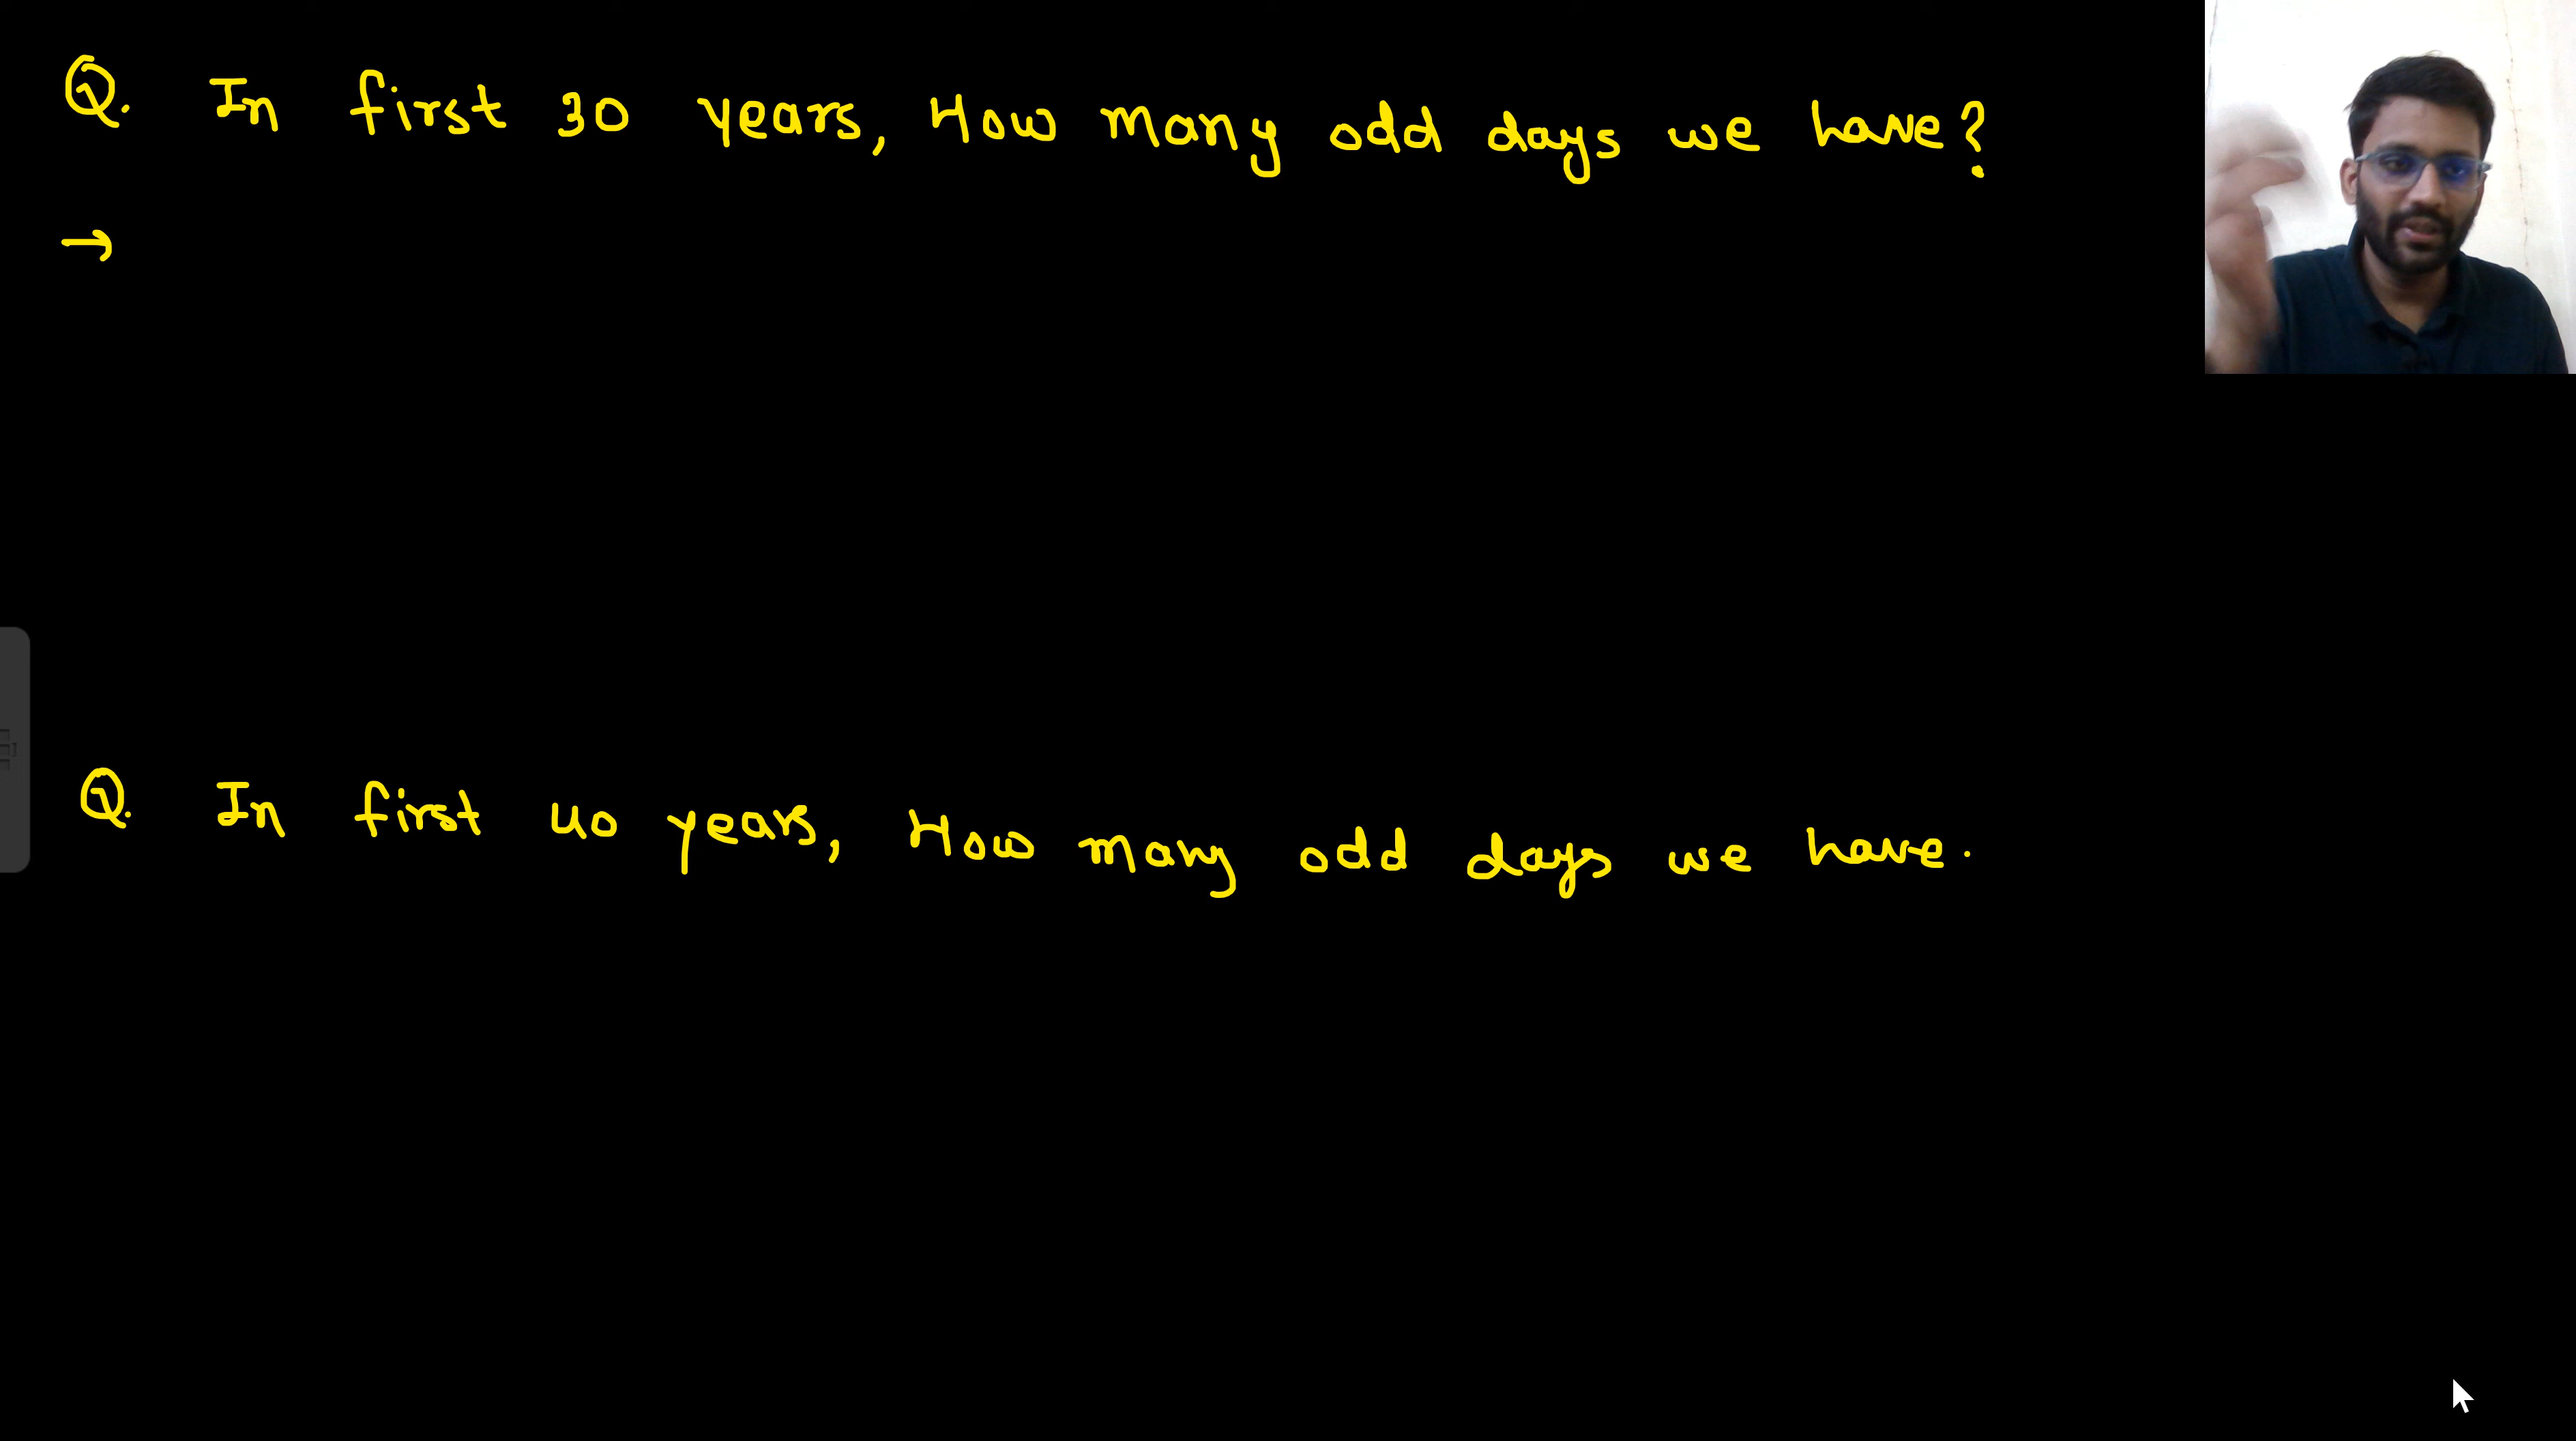 Q. In first 30 years, How many odd days we have?
→
Q. In first 40 years, How many odd days we have.